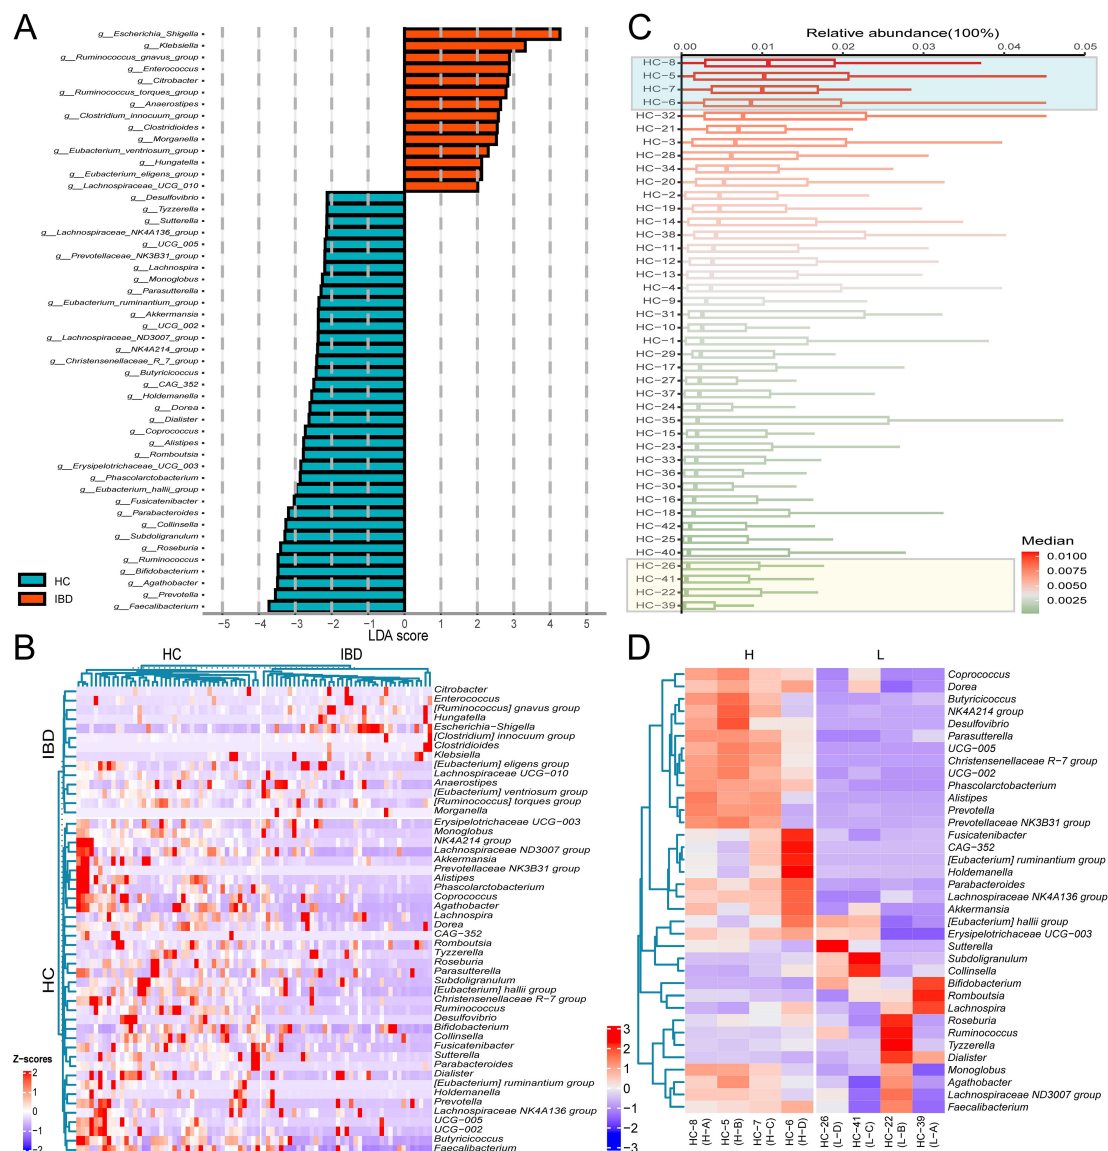 A
g__Escherichia_Shigella
g__Klebsiella
g__Ruminococcus_gnavus_group
g__Enterococcus
g__Citrobacter
g__Ruminococcus_torques_group
g__Anaerostipes
g__Clostridium_innocuum_group
g__Clostridioides
g__Morganella
g__Eubacterium_ventriosum_group
g__Hungatella
g__Eubacterium_eligens_group
g__Lachnospiraceae_UCG_010
g__Desulfovibrio
g__Tyzzerella
g__Sutterella
g__Lachnospiraceae_NK4A136_group
g__UCG_005
g__Prevotellaceae_NK3B31_group
g__Lachnospira
g__Monoglobus
g__Parasutterella
g__Eubacterium_ruminantium_group
g__Akkermansia
g__UCG_002
g__Lachnospiraceae_ND3007_group
g__NK4A214_group
g__Christensenellaceae_R_7_group
g__Butyricicoccus
g__CAG_352
g__Holdemanella
g__Dorea
g__Dialister
g__Coprococcus
g__Alistipes
g__Romboutsia
g__Erysipelotrichaceae_UCG_003
g__Phascolarctobacterium
g__Eubacterium_hallii_group
g__Fusicatenibacter
g__Parabacteroides
g__Collinsella
g__Subdoligranulum
g__Roseburia
g__Ruminococcus
g__Bifidobacterium
g__Agathobacter
g__Prevotella
g__Faecalibacterium
HC
IBD
−5 −4 −3 −2 −1 0 1 2 3 4 5
LDA score
C
Relative abundance(100%)
0.00 0.01 0.02 0.03 0.04 0.05
HC−8
HC−5
HC−7
HC−6
HC−32
HC−21
HC−3
HC−28
HC−34
HC−20
HC−2
HC−19
HC−14
HC−38
HC−11
HC−12
HC−13
HC−4
HC−9
HC−31
HC−10
HC−1
HC−29
HC−17
HC−27
HC−37
HC−24
HC−35
HC−15
HC−23
HC−33
HC−36
HC−30
HC−16
HC−18
HC−42
HC−25
HC−40
HC−26
HC−41
HC−22
HC−39
Median
0.0100
0.0075
0.0050
0.0025
B
HC IBD
IBD
HC
Citrobacter
Enterococcus
[Ruminococcus] gnavus group
Hungatella
Escherichia−Shigella
[Clostridium] innocuum group
Clostridioides
Klebsiella
[Eubacterium] eligens group
Lachnospiraceae UCG−010
Anaerostipes
[Eubacterium] ventriosum group
[Ruminococcus] torques group
Morganella
Erysipelotrichaceae UCG−003
Monoglobus
NK4A214 group
Lachnospiraceae ND3007 group
Akkermansia
Prevotellaceae NK3B31 group
Alistipes
Phascolarctobacterium
Coprococcus
Agathobacter
Lachnospira
Dorea
CAG−352
Romboutsia
Tyzzerella
Roseburia
Parasutterella
Subdoligranulum
[Eubacterium] hallii group
Christensenellaceae R−7 group
Ruminococcus
Desulfovibrio
Bifidobacterium
Collinsella
Fusicatenibacter
Sutterella
Parabacteroides
Dialister
[Eubacterium] ruminantium group
Holdemanella
Prevotella
Lachnospiraceae NK4A136 group
UCG−005
UCG−002
Butyricicoccus
Faecalibacterium
Z−scores
2
1
0
−1
−2
D
H L
Coprococcus
Dorea
Butyricicoccus
NK4A214 group
Desulfovibrio
Parasutterella
UCG−005
Christensenellaceae R−7 group
UCG−002
Phascolarctobacterium
Alistipes
Prevotella
Prevotellaceae NK3B31 group
Fusicatenibacter
CAG−352
[Eubacterium] ruminantium group
Holdemanella
Parabacteroides
Lachnospiraceae NK4A136 group
Akkermansia
[Eubacterium] hallii group
Erysipelotrichaceae UCG−003
Sutterella
Subdoligranulum
Collinsella
Bifidobacterium
Romboutsia
Lachnospira
Roseburia
Ruminococcus
Tyzzerella
Dialister
Monoglobus
Agathobacter
Lachnospiraceae ND3007 group
Faecalibacterium
3
2
1
0
−1
−2
−3
HC−8 (H−A)
HC−5 (H−B)
HC−7 (H−C)
HC−6 (H−D)
HC−26 (L−D)
HC−41 (L−C)
HC−22 (L−B)
HC−39 (L−A)